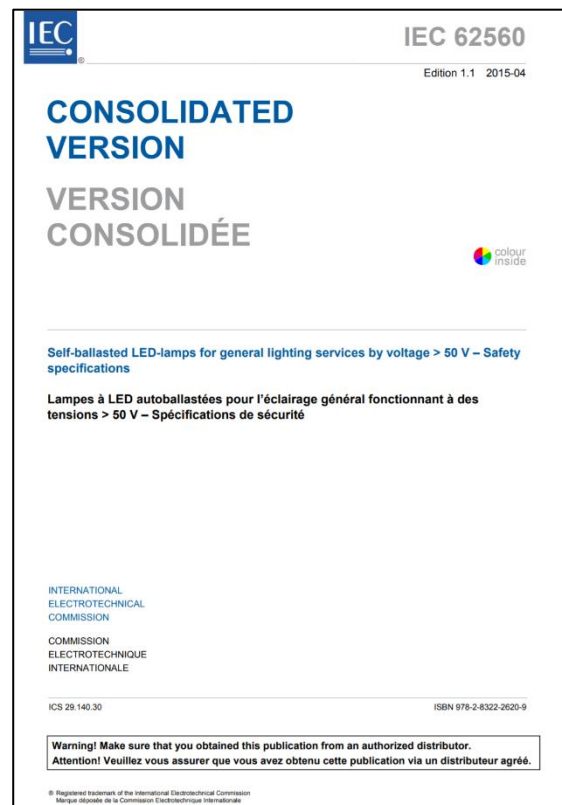 IEC
®
IEC 62560
Edition 1.1 2015-04
CONSOLIDATED
VERSION
VERSION
CONSOLIDÉE
colour
inside
Self-ballasted LED-lamps for general lighting services by voltage > 50 V – Safety
specifications
Lampes à LED autoballastées pour l’éclairage général fonctionnant à des
tensions > 50 V – Spécifications de sécurité
INTERNATIONAL
ELECTROTECHNICAL
COMMISSION
COMMISSION
ELECTROTECHNIQUE
INTERNATIONALE
ICS 29.140.30
ISBN 978-2-8322-2620-9
Warning! Make sure that you obtained this publication from an authorized distributor.
Attention! Veuillez vous assurer que vous avez obtenu cette publication via un distributeur agréé.
® Registered trademark of the International Electrotechnical Commission
Marque déposée de la Commission Electrotechnique Internationale